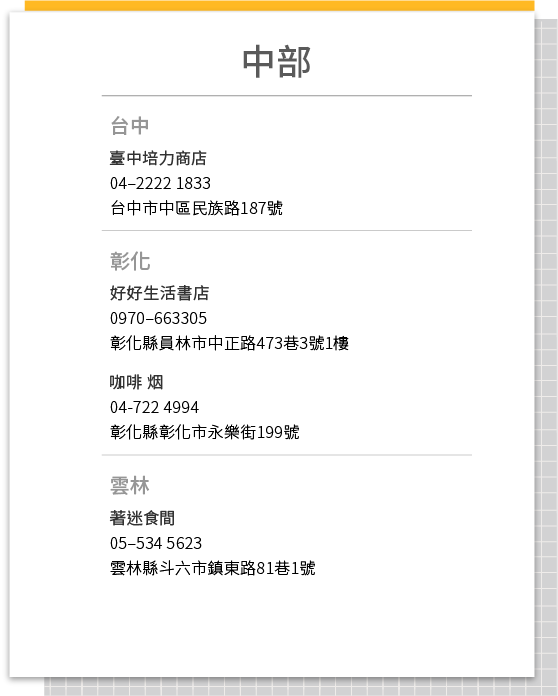 中部
台中
臺中培力商店
04–2222 1833
台中市中區民族路187號
彰化
好好生活書店
0970–663305
彰化縣員林市中正路473巷3號1樓
咖啡 烟
04-722 4994
彰化縣彰化市永樂街199號
雲林
著迷食間
05–534 5623
雲林縣斗六市鎮東路81巷1號